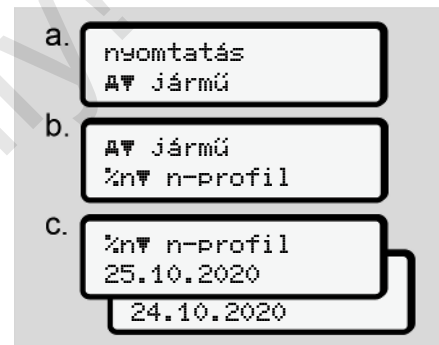 a.
nyomtatás
A▼ jármű
b.
A▼ jármű
%n▼ n-profil
c.
%n▼ n-profil
25.10.2020
24.10.2020